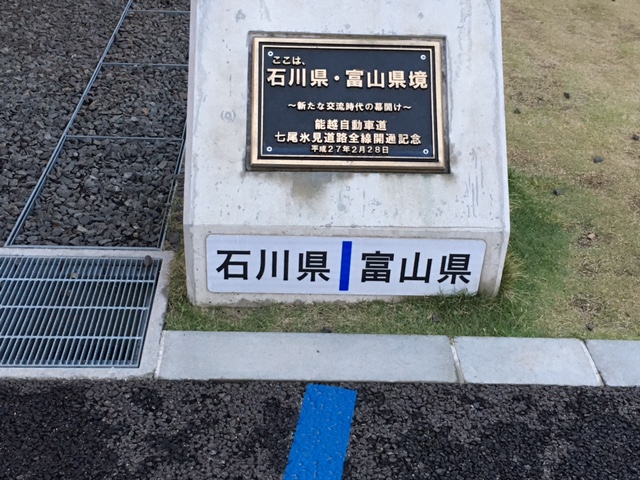 ここは、
石川県・富山県境
～新たな交流時代の幕開け～
能越自動車道
七尾氷見道路全線開通記念
平成27年2月28日
石川県 富山県